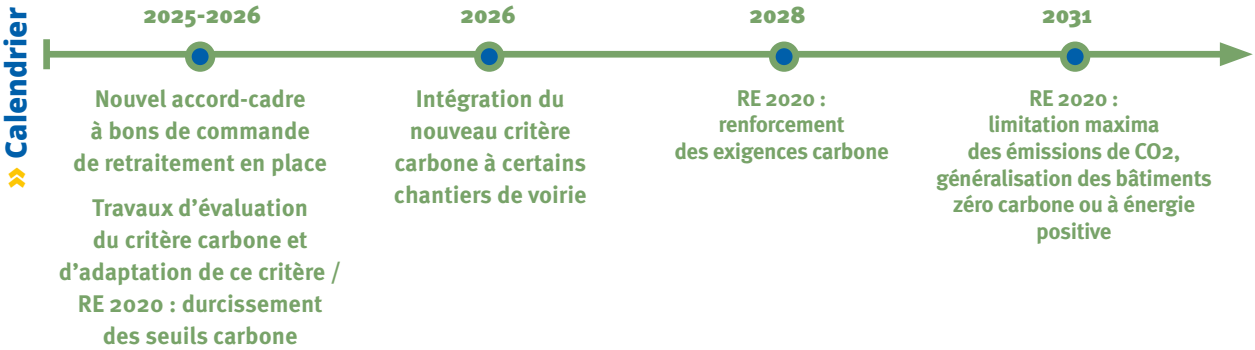 » Calendrier
2025-2026
Nouvel accord-cadre
à bons de commande
de retraitement en place
Travaux d’évaluation
du critère carbone et
d’adaptation de ce critère /
RE 2020 : durcissement
des seuils carbone
2026
Intégration du
nouveau critère
carbone à certains
chantiers de voirie
2028
RE 2020 :
renforcement
des exigences carbone
2031
RE 2020 :
limitation maxima
des émissions de CO2,
généralisation des bâtiments
zéro carbone ou à énergie
positive